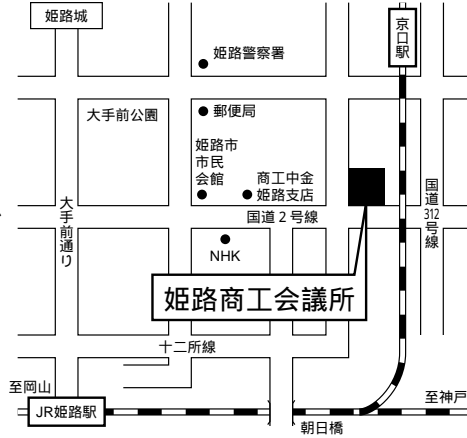 姫路城
京口駅
姫路警察署
郵便局
大手前公園
姫路市
市民
会館
商工中金
姫路支店
大手前通り
国道2号線
国道312号線
NHK
姫路商工会議所
十二所線
至岡山
至神戸
JR姫路駅
朝日橋